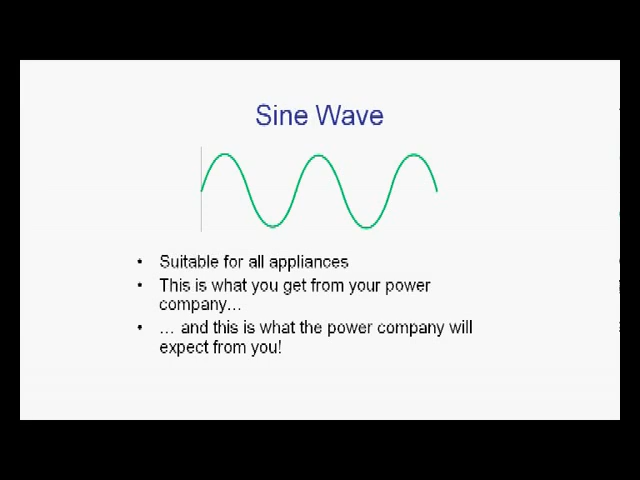 Sine Wave
• Suitable for all appliances
• This is what you get from your power
company…
• … and this is what the power company will
expect from you!